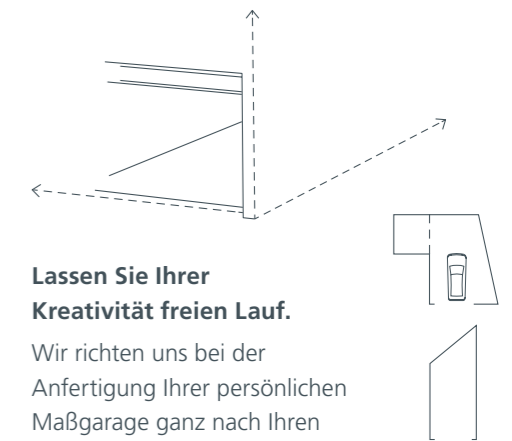 Lassen Sie Ihrer
Kreativität freien Lauf.
Wir richten uns bei der
Anfertigung Ihrer persönlichen
Maßgarage ganz nach Ihren